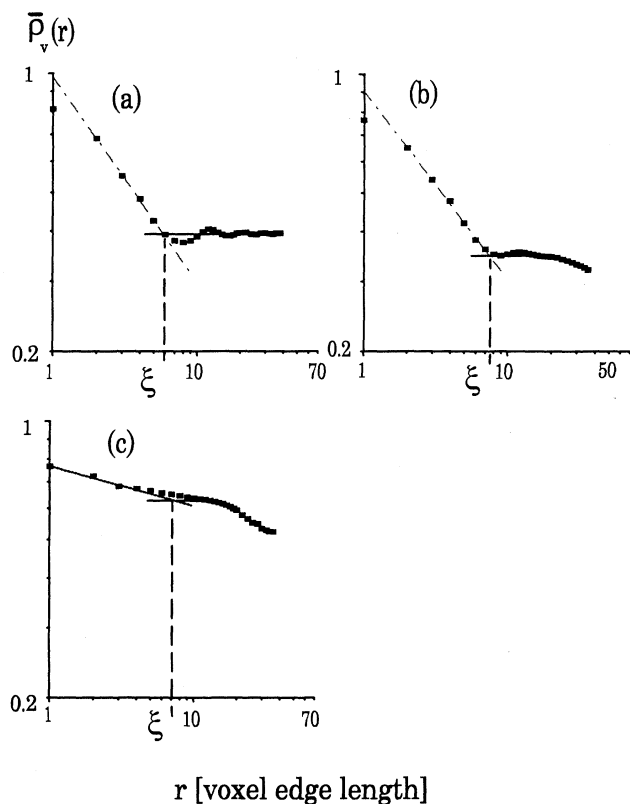 ρ̅ᵥ(r)
1
(a)
0.2
1
ξ
10
70
1
(b)
0.2
1
ξ
10
50
1
(c)
0.2
1
ξ
10
70
r [voxel edge length]